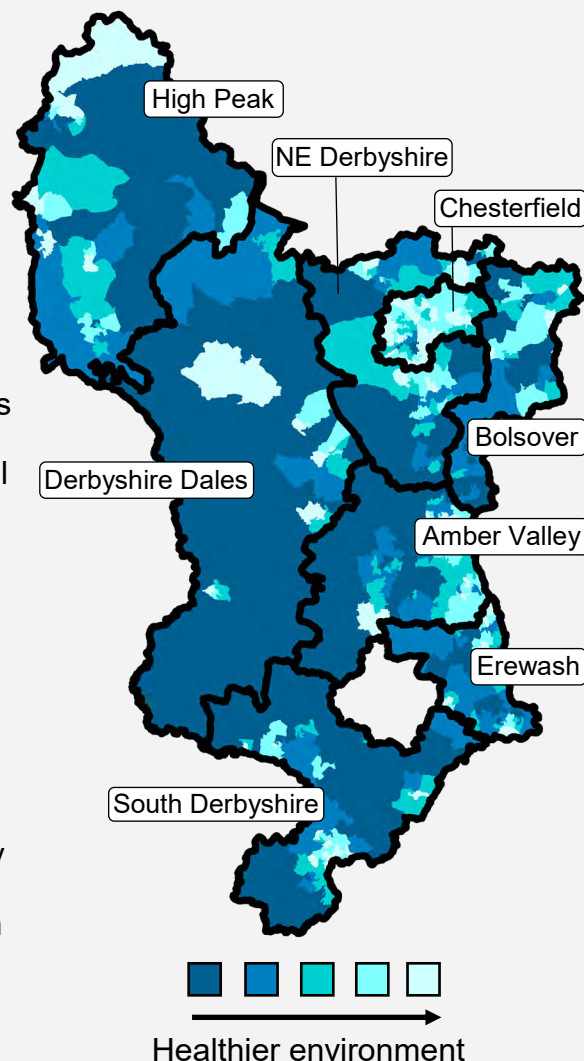 High Peak
NE Derbyshire
Chesterfield
s
l
Bolsover
Derbyshire Dales
Amber Valley
Erewash
South Derbyshire
Healthier environment